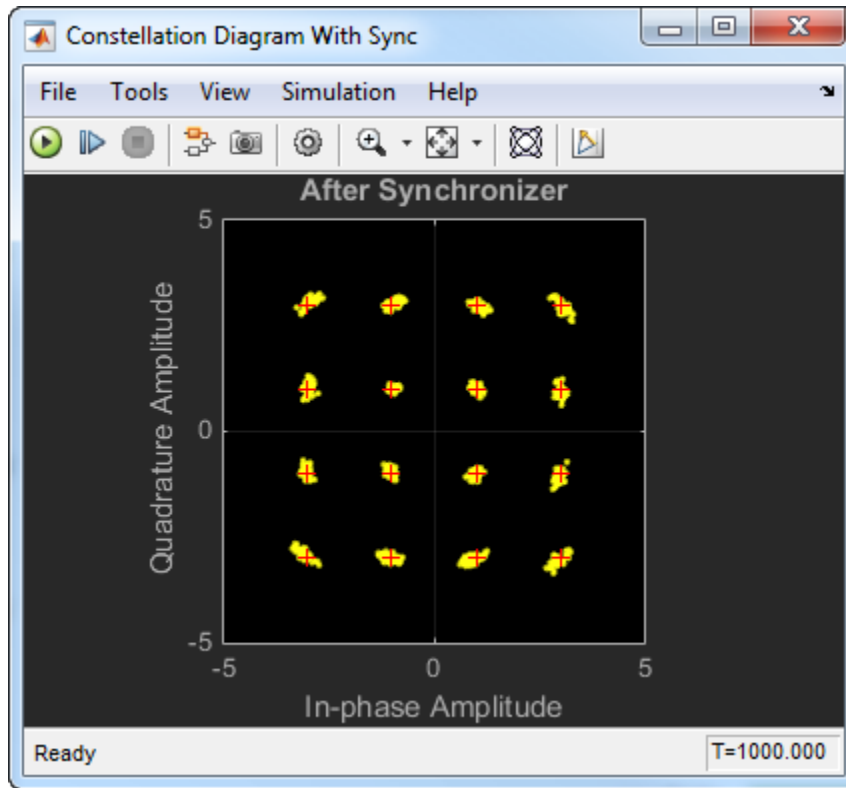 Constellation Diagram With Sync
File Tools View Simulation Help
After Synchronizer
5
Quadrature Amplitude
0
-5
-5 0 5
In-phase Amplitude
Ready T=1000.000